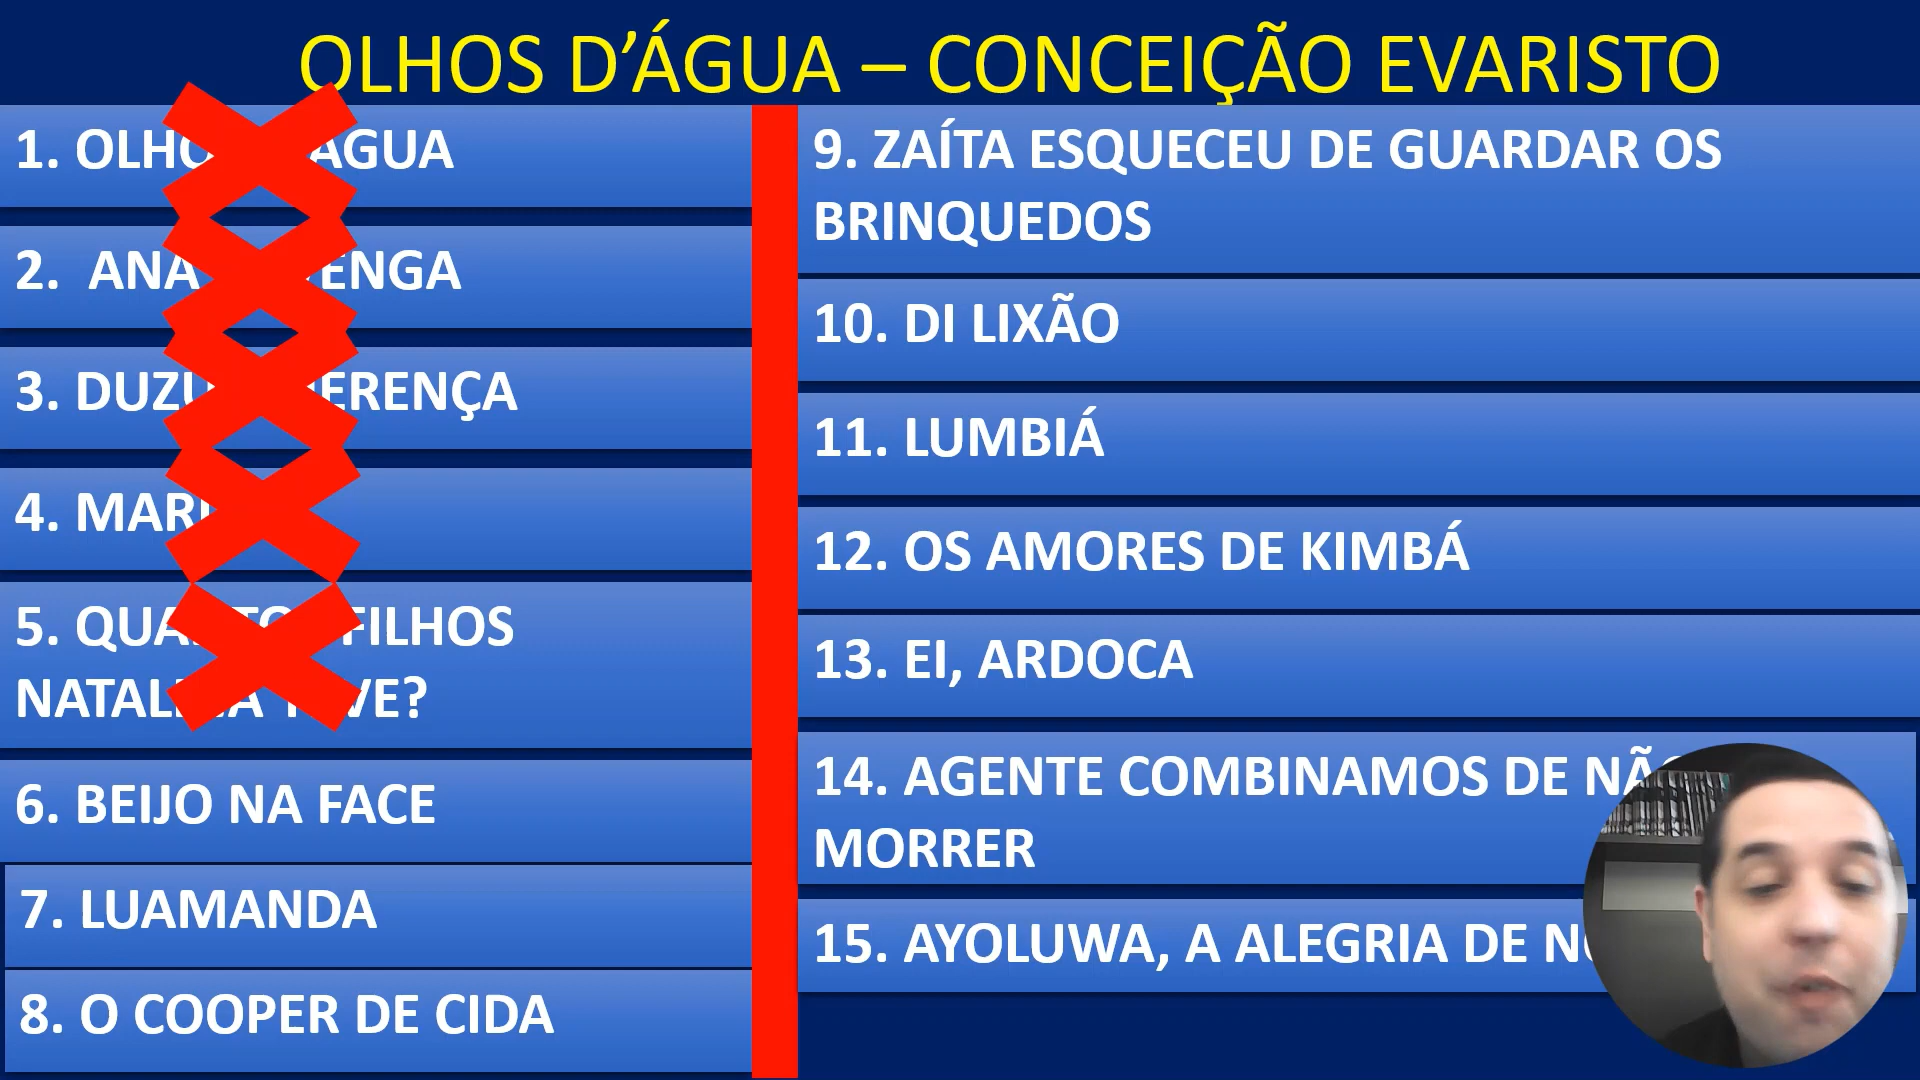 OLHOS D'ÁGUA – CONCEIÇÃO EVARISTO
1. OLHO ÁGUA
2. ANA ENGA
3. DUZU ERENÇA
4. MARI
5. QUA FILHOS
NATAL VE?
6. BEIJO NA FACE
7. LUAMANDA
8. O COOPER DE CIDA
9. ZAÍTA ESQUECEU DE GUARDAR OS
BRINQUEDOS
10. DI LIXÃO
11. LUMBIÁ
12. OS AMORES DE KIMBÁ
13. EI, ARDOCA
14. AGENTE COMBINAMOS DE NÃ
MORRER
15. AYOLUWA, A ALEGRIA DE N